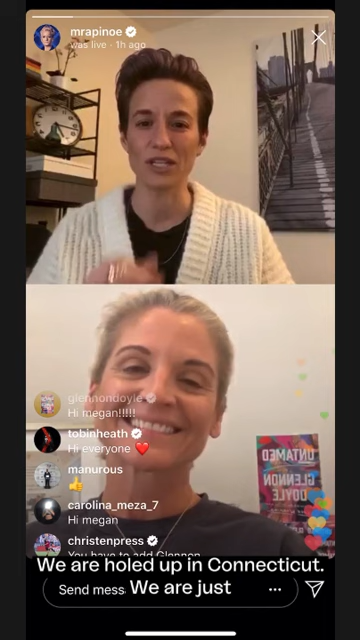 mrapinoe
was live · 1h ago
glennondoyle
Hi megan!!!!!
tobinheath
Hi everyone ❤️
manurous
👍
carolina_meza_7
Hi megan
christenpress
You have to add Glennon
UNTAMED
GLENNON
DOYLE
We are holed up in Connecticut.
Send mess
We are just